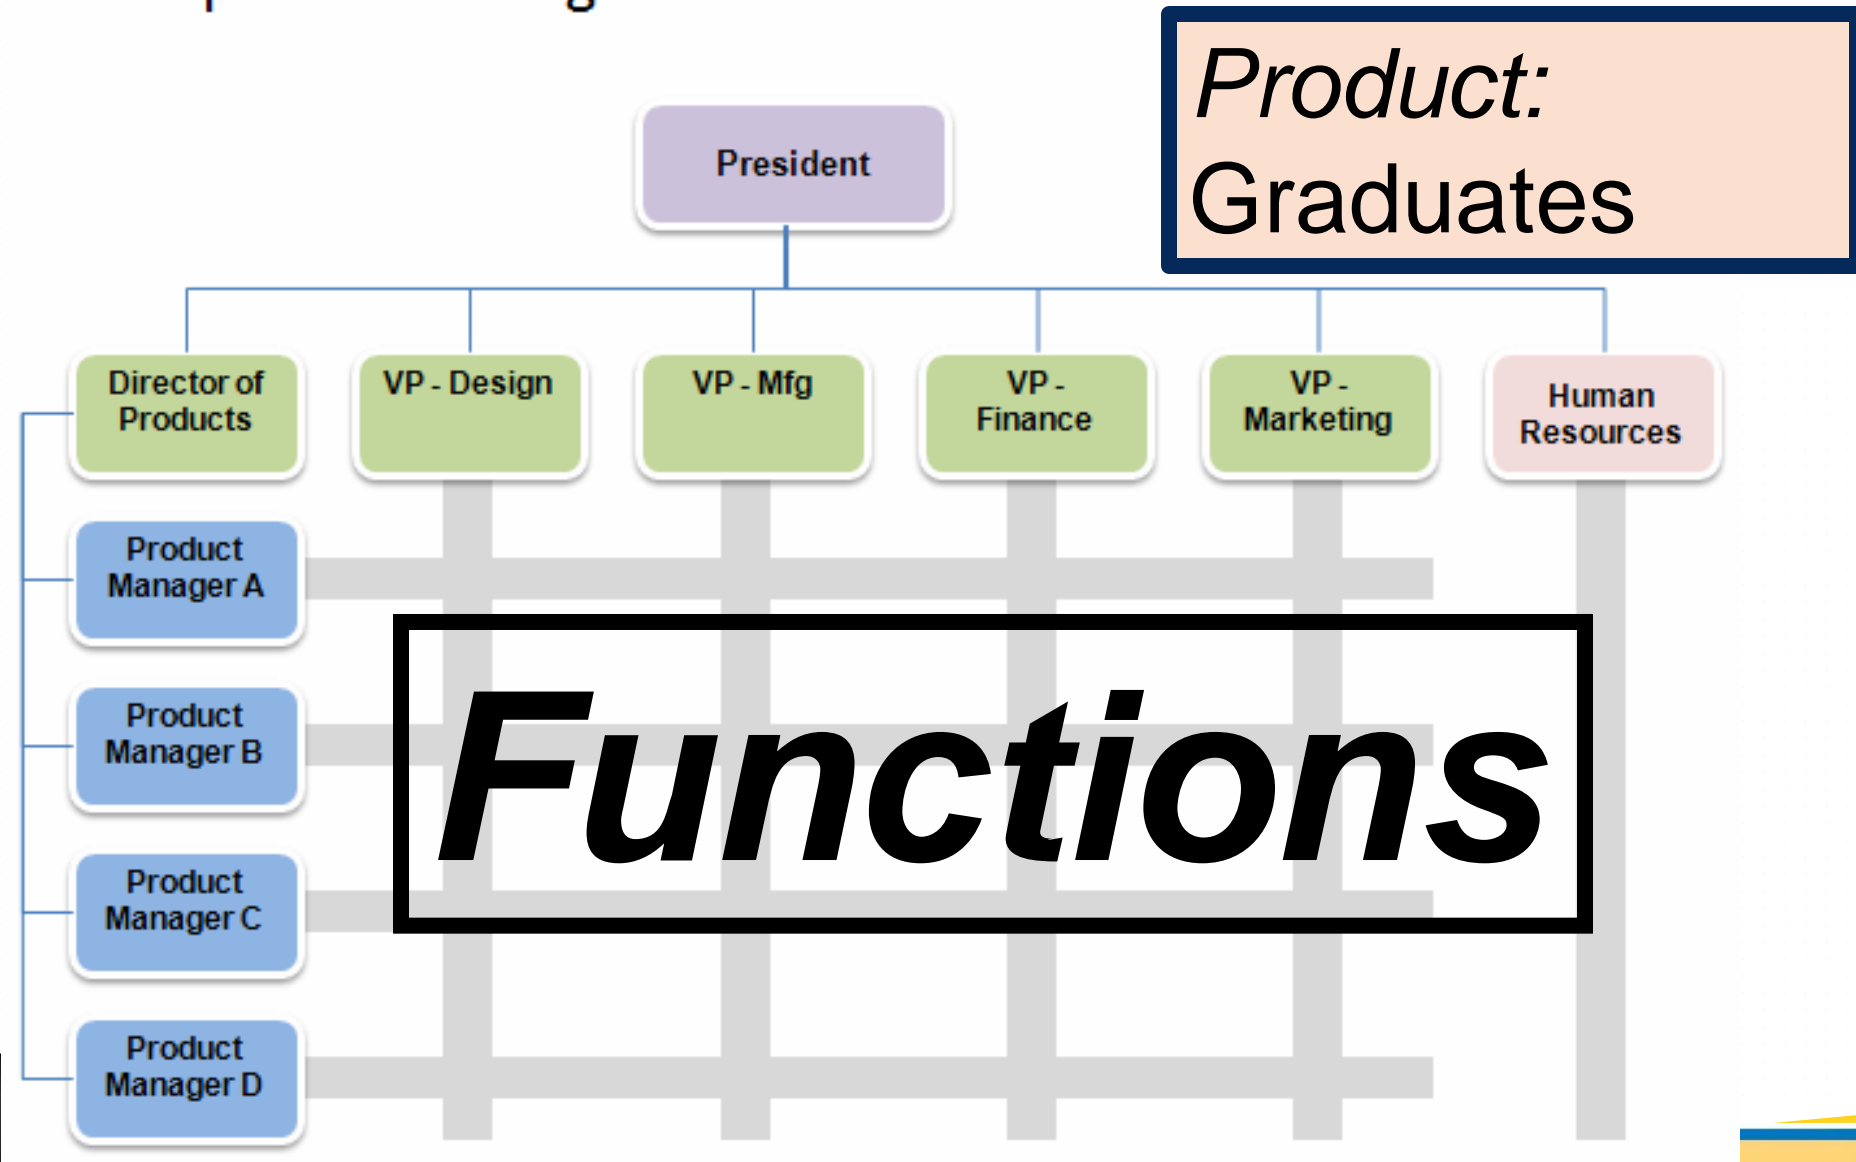 Product:
Graduates
President
Director of
Products
VP - Design
VP - Mfg
VP -
Finance
VP -
Marketing
Human
Resources
Product
Manager A
Product
Manager B
Product
Manager C
Product
Manager D
Functions